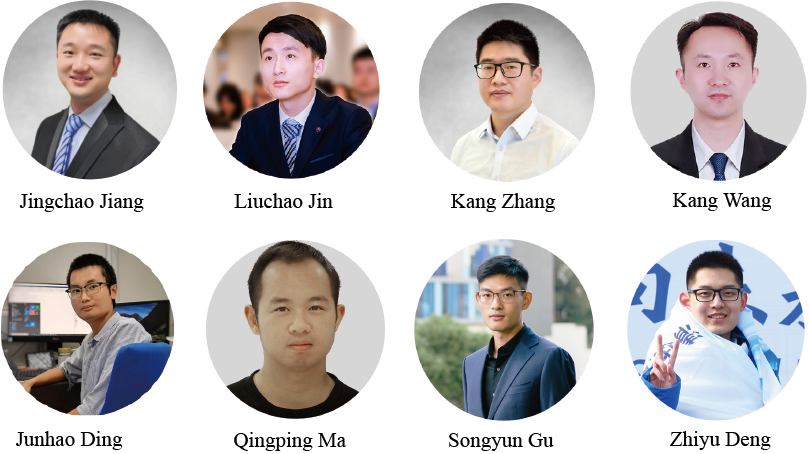 Jingchao Jiang
Liuchao Jin
Kang Zhang
Kang Wang
Junhao Ding
Qingping Ma
Songyun Gu
Zhiyu Deng